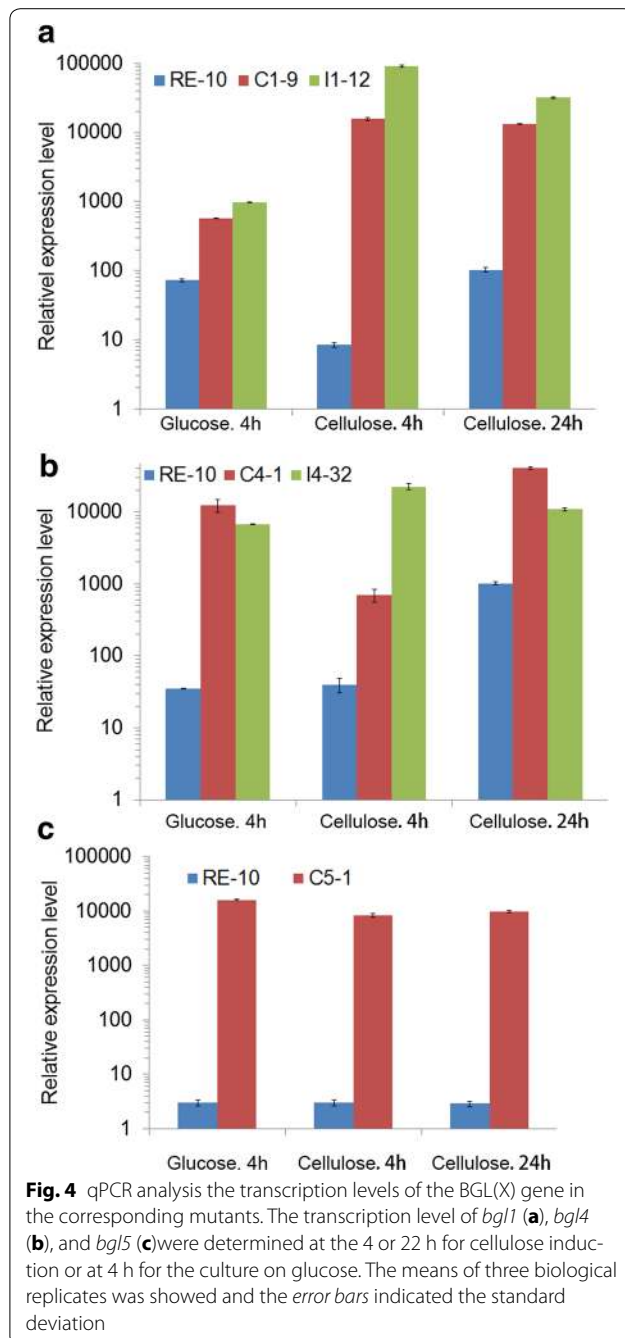 a
100000
10000
1000
100
10
1
Relativel expression level
RE-10 C1-9 I1-12
Glucose. 4h Cellulose. 4h Cellulose. 24h
b
10000
1000
100
10
1
Relative expression level
RE-10 C4-1 I4-32
Glucose. 4h Cellulose. 4h Cellulose. 24h
c
100000
10000
1000
100
10
1
Relative expression level
RE-10 C5-1
Glucose. 4h Cellulose. 4h Cellulose. 24h
Fig. 4 qPCR analysis the transcription levels of the BGL(X) gene in
the corresponding mutants. The transcription level of bgl1 (a), bgl4
(b), and bgl5 (c)were determined at the 4 or 22 h for cellulose induc-
tion or at 4 h for the culture on glucose. The means of three biological
replicates was showed and the error bars indicated the standard
deviation